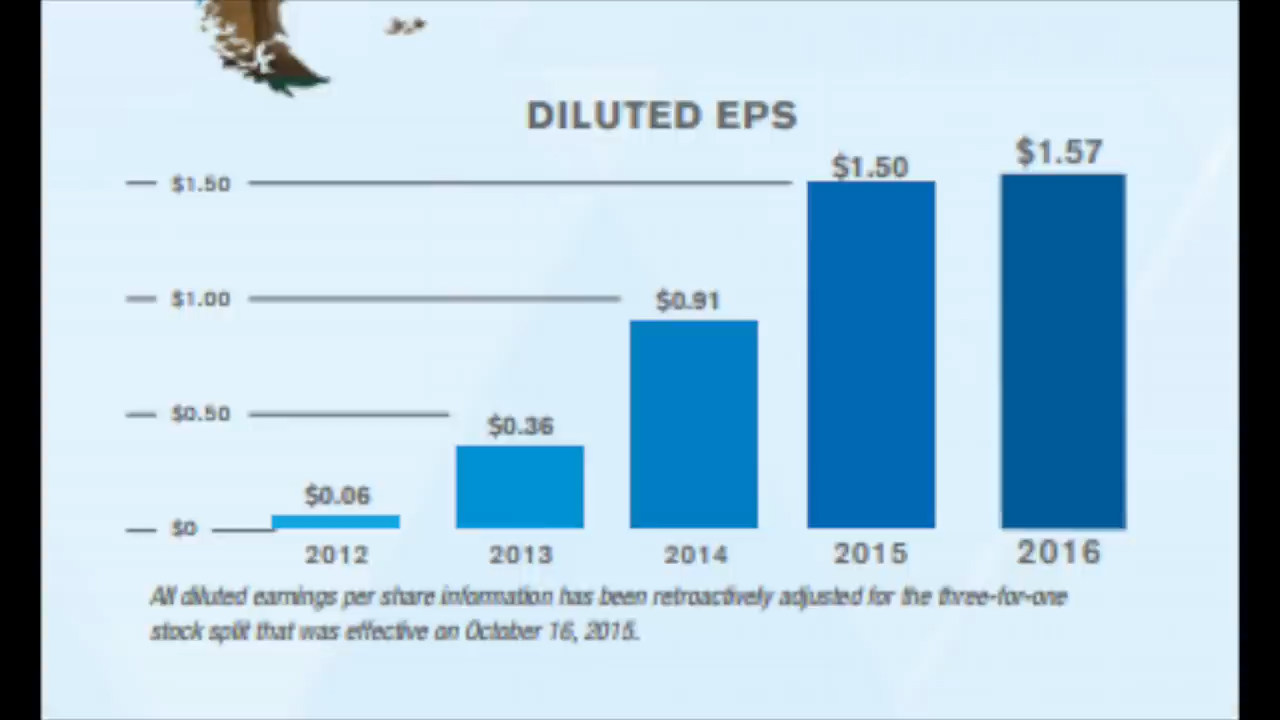 DILUTED EPS
$1.57
$1.50
$1.50
$1.00
$0.91
$0.50
$0.36
$0.06
$0
2012 2013 2014 2015 2016
All diluted earnings per share information has been retroactively adjusted for the three-for-one
stock split that was effective on October 16, 2015.